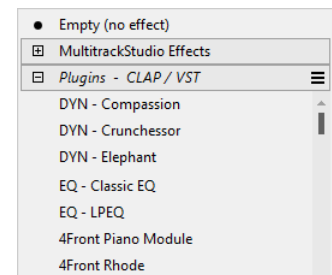 Empty (no effect)
MultitrackStudio Effects
Plugins - CLAP / VST
DYN - Compassion
DYN - Crunchessor
DYN - Elephant
EQ - Classic EQ
EQ - LPEQ
4Front Piano Module
4Front Rhode